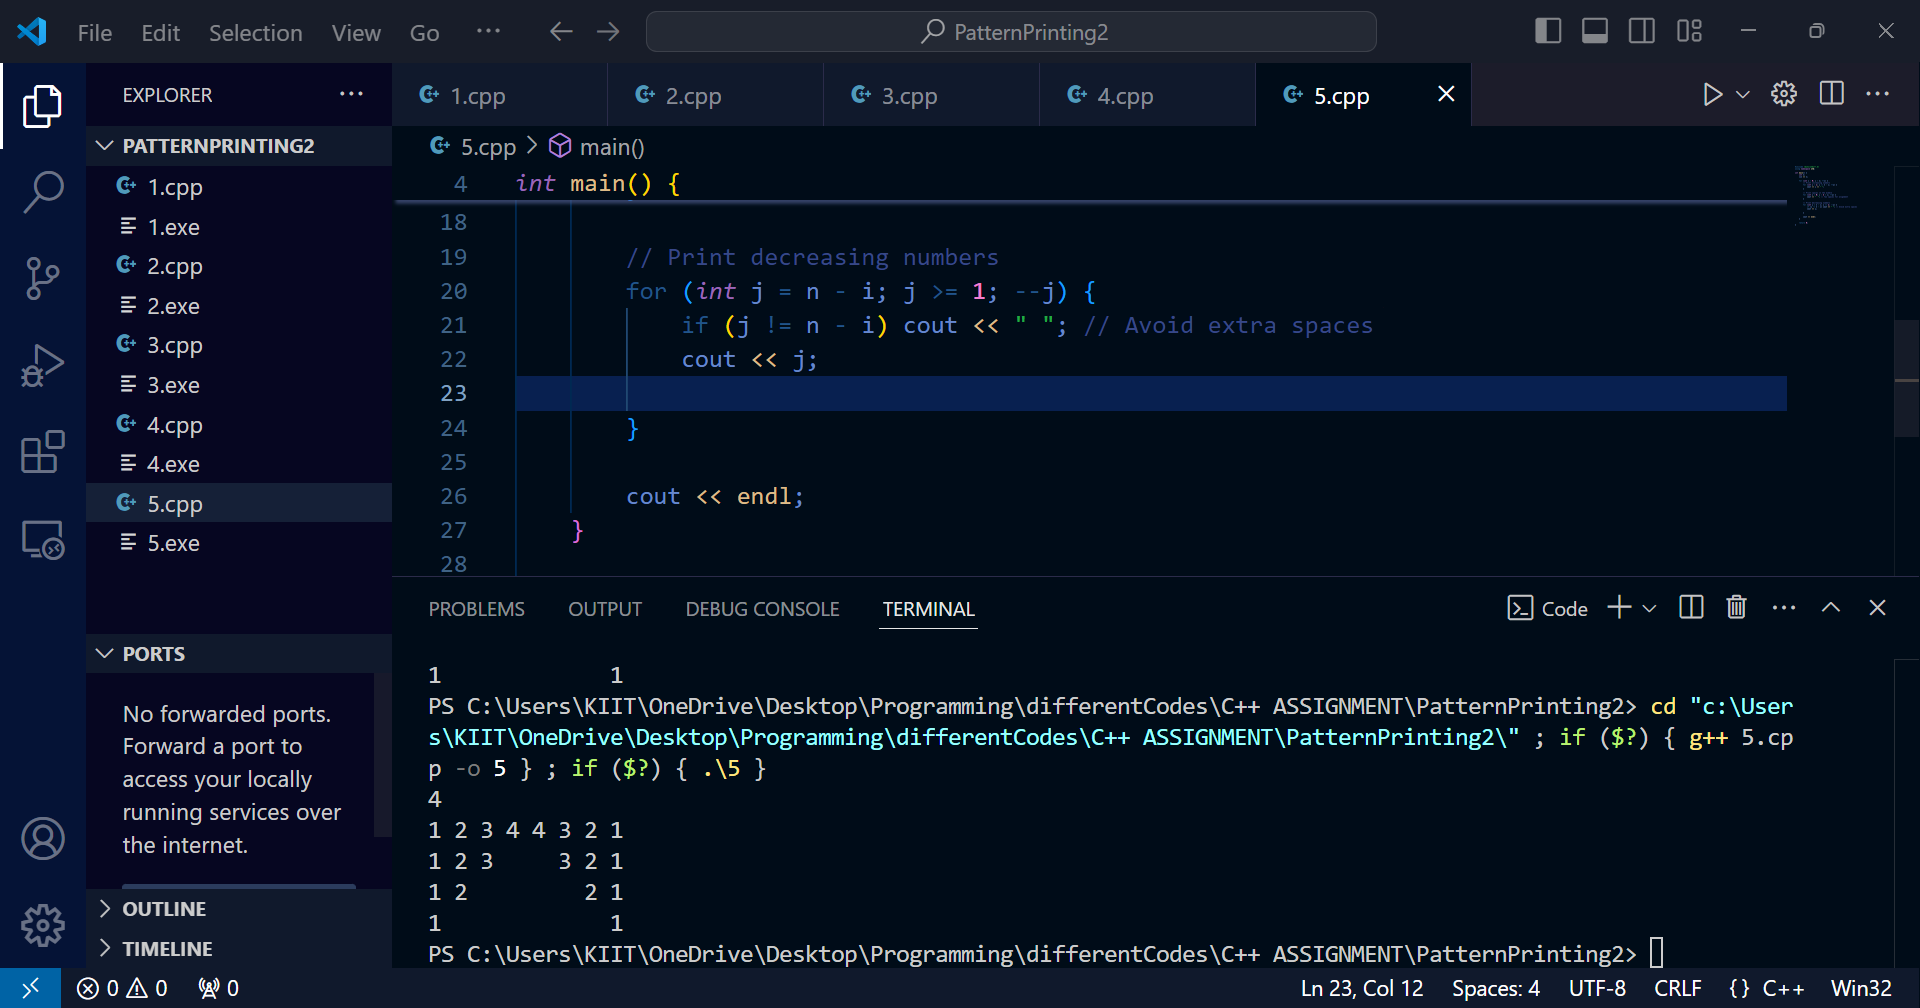 File Edit Selection View Go ··· PatternPrinting2
EXPLORER ···
1.cpp 2.cpp 3.cpp 4.cpp 5.cpp
PATTERNPRINTING2
1.cpp
1.exe
2.cpp
2.exe
3.cpp
3.exe
4.cpp
4.exe
5.cpp
5.exe
PORTS
No forwarded ports.
Forward a port to
access your locally
running services over
the internet.
OUTLINE
TIMELINE
5.cpp > main()
4 int main() {
18
19 // Print decreasing numbers
20 for (int j = n - i; j >= 1; --j) {
21 if (j != n - i) cout << " "; // Avoid extra spaces
22 cout << j;
23
24 }
25
26 cout << endl;
27 }
28
PROBLEMS OUTPUT DEBUG CONSOLE TERMINAL Code
1             1
PS C:\Users\KIIT\OneDrive\Desktop\Programming\differentCodes\C++ ASSIGNMENT\PatternPrinting2> cd "c:\User
s\KIIT\OneDrive\Desktop\Programming\differentCodes\C++ ASSIGNMENT\PatternPrinting2\" ; if ($?) { g++ 5.cp
p -o 5 } ; if ($?) { .\5 }
4
1 2 3 4 4 3 2 1
1 2 3     3 2 1
1 2         2 1
1             1
PS C:\Users\KIIT\OneDrive\Desktop\Programming\differentCodes\C++ ASSIGNMENT\PatternPrinting2>
0 0 0 Ln 23, Col 12 Spaces: 4 UTF-8 CRLF {} C++ Win32